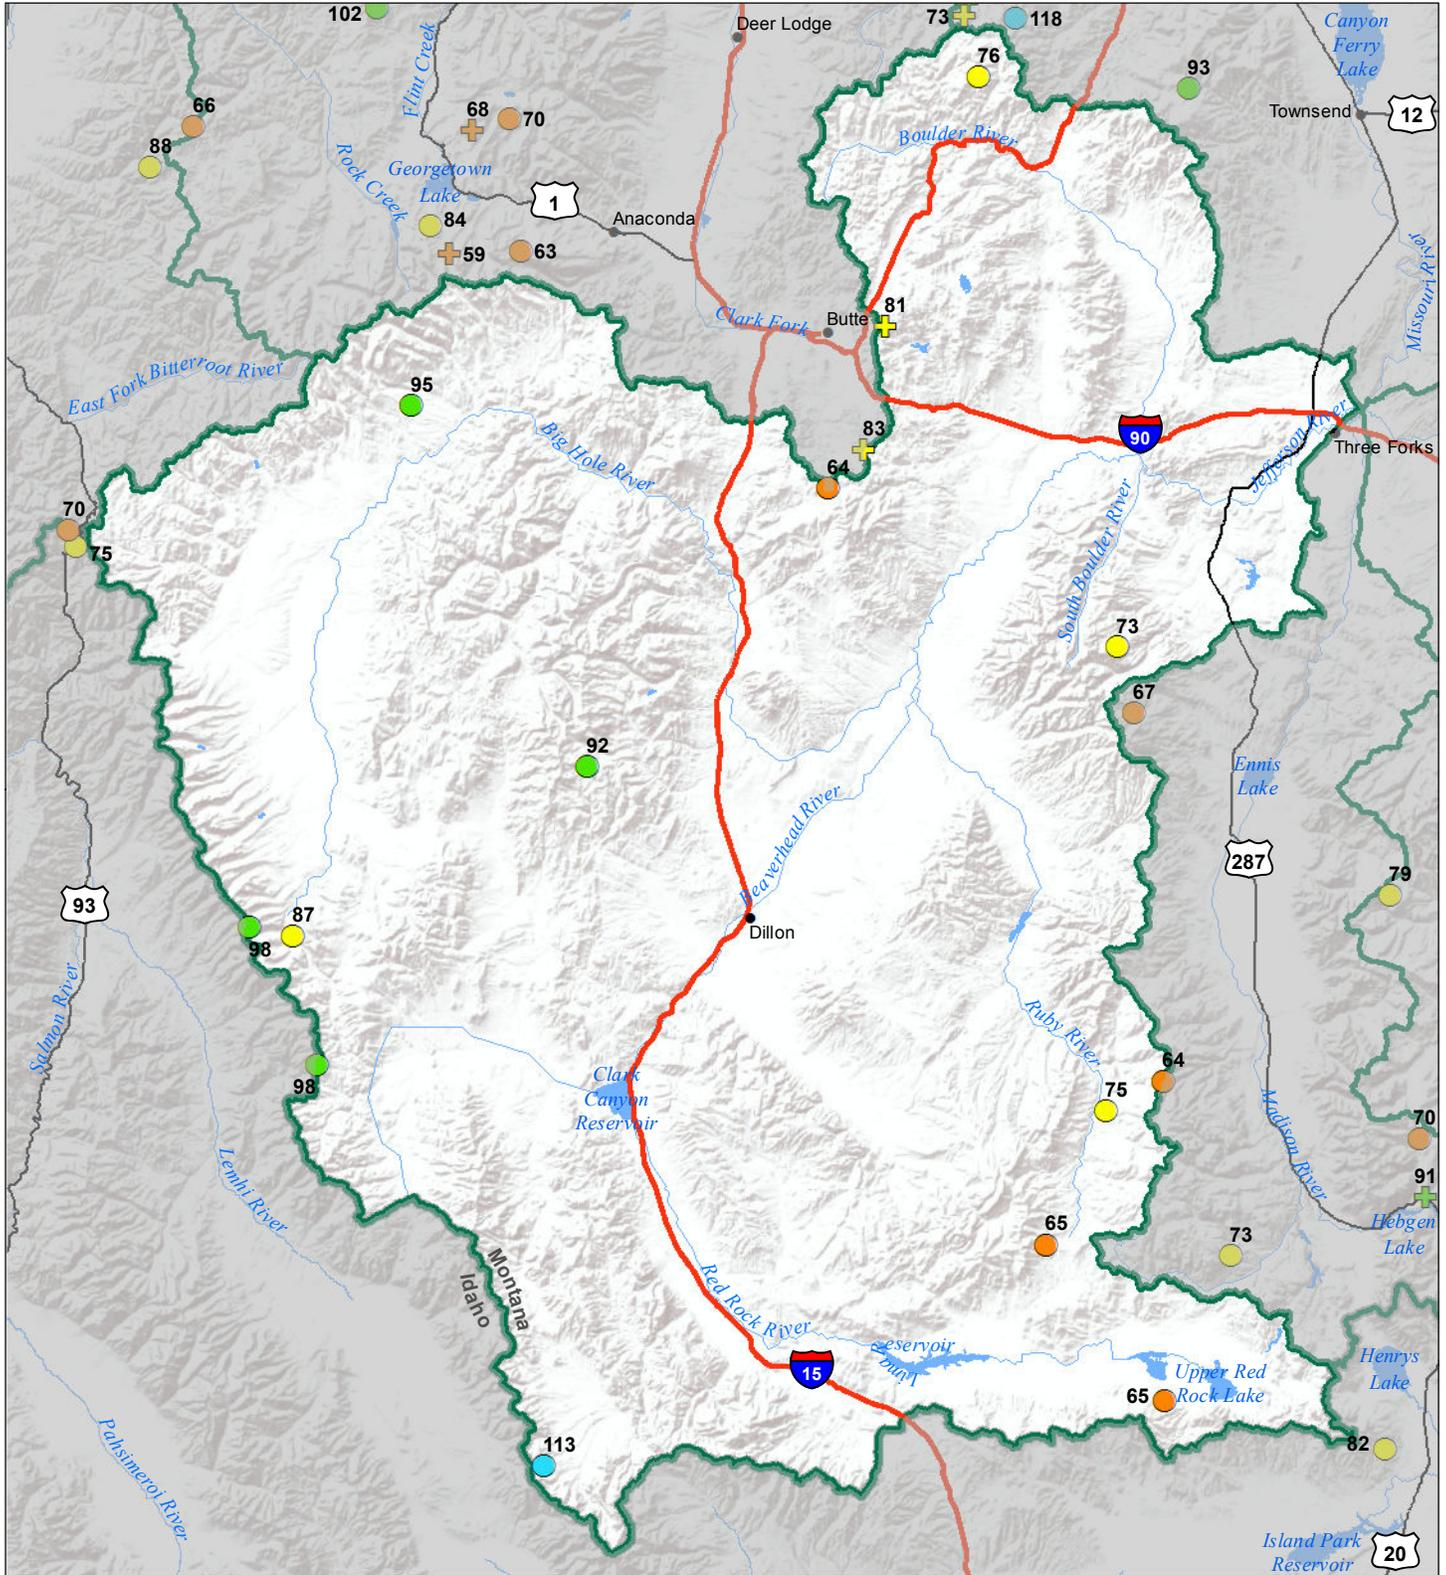 102
Deer Lodge
73
118
Canyon
Ferry
Lake
Flint Creek
76
93
66
68
70
Townsend
12
88
Boulder River
Rock Creek
Georgetown
Lake
1
84
Anaconda
59
63
Missouri River
81
Clark Fork
Butte
East Fork Bitterroot River
95
Big Hole River
83
90
Jefferson River
Three Forks
64
70
75
South Boulder River
73
67
92
Ennis
Lake
Beaverhead River
287
79
93
87
98
Dillon
Salmon River
Ruby River
98
Clark
Canyon
Reservoir
64
75
Madison River
70
Lemhi River
91
65
73
Hebgen
Lake
Montana
Idaho
Red Rock River
Reservoir
Lima
15
Upper Red
Rock Lake
Henrys
Lake
65
82
113
Pahsimeroi River
Island Park
Reservoir
20